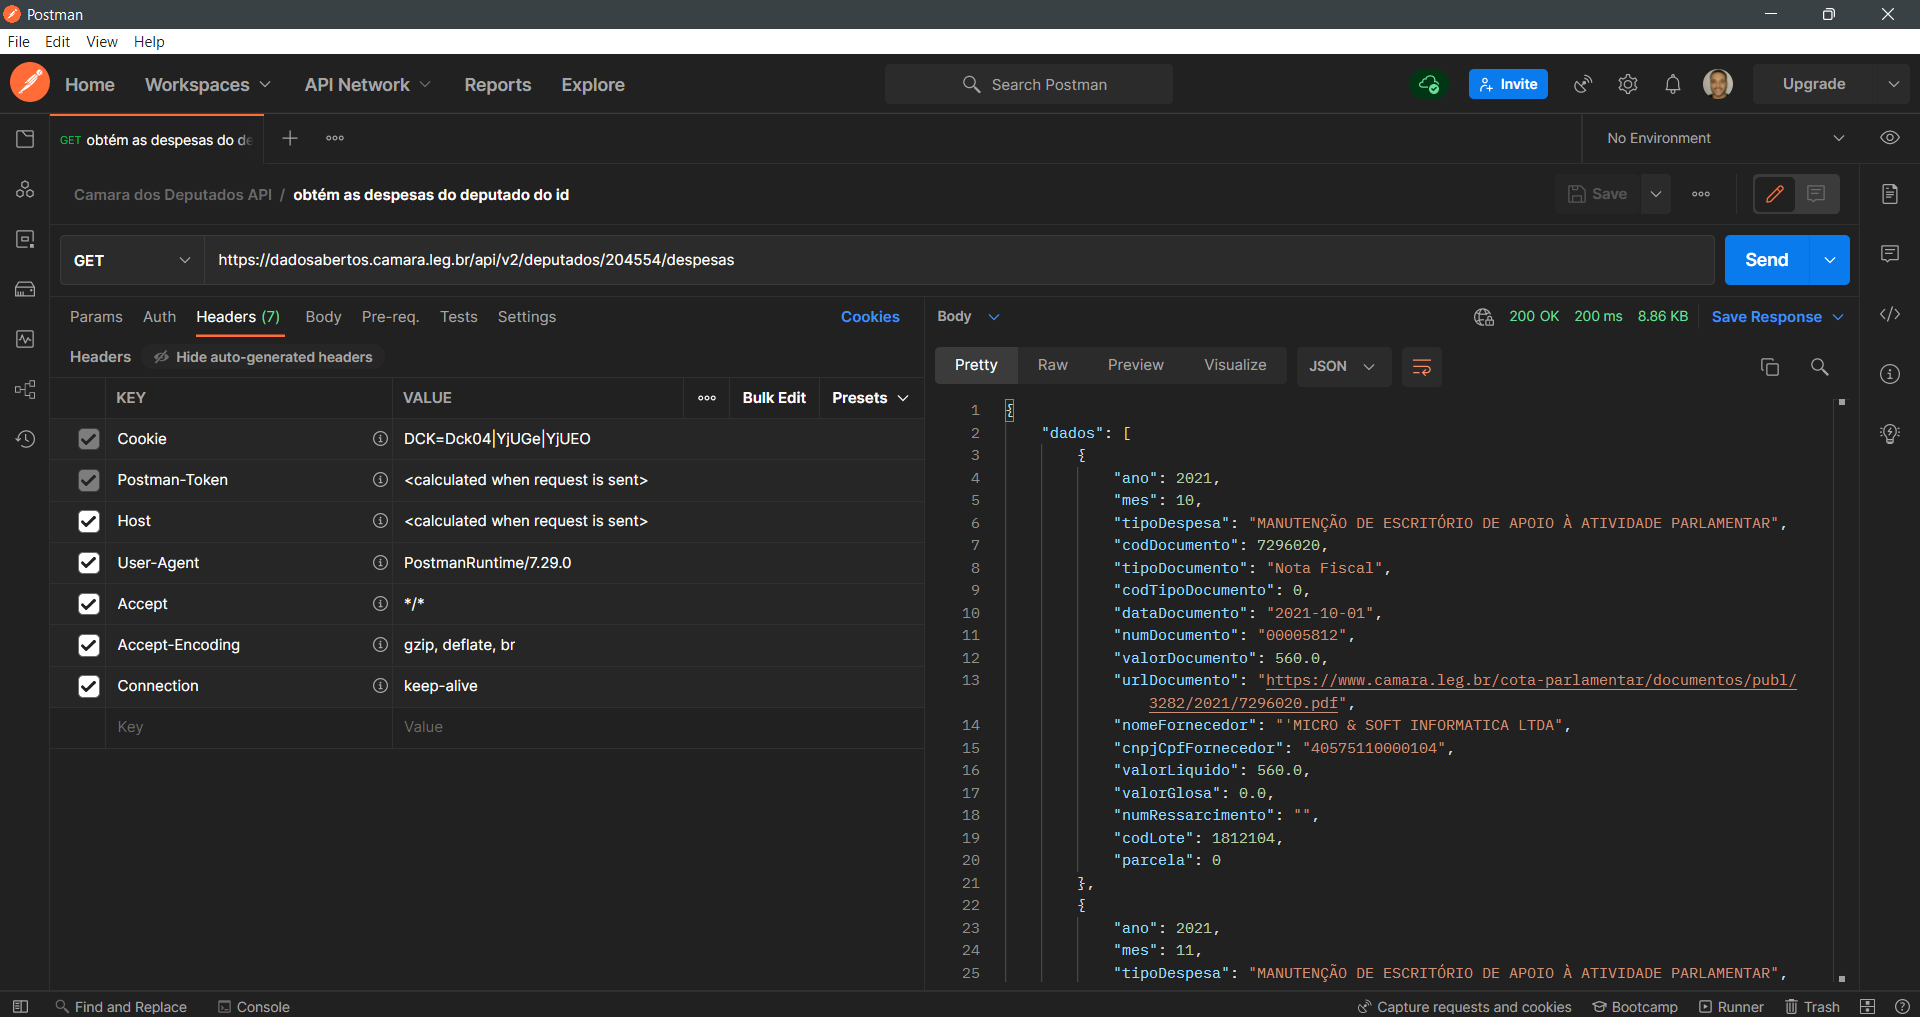 Postman
File Edit View Help
Home Workspaces API Network Reports Explore Search Postman Invite Upgrade
GET obtém as despesas do de No Environment
Camara dos Deputados API / obtém as despesas do deputado do id Save
GET https://dadosabertos.camara.leg.br/api/v2/deputados/204554/despesas Send
Params Auth Headers (7) Body Pre-req. Tests Settings Cookies
Headers Hide auto-generated headers
KEY VALUE Bulk Edit Presets
Cookie DCK=Dck04|YjUGe|YjUEO
Postman-Token <calculated when request is sent>
Host <calculated when request is sent>
User-Agent PostmanRuntime/7.29.0
Accept */*
Accept-Encoding gzip, deflate, br
Connection keep-alive
Key Value
Body 200 OK 200 ms 8.86 KB Save Response
Pretty Raw Preview Visualize JSON
1 {
2 "dados": [
3 {
4 "ano": 2021,
5 "mes": 10,
6 "tipoDespesa": "MANUTENÇÃO DE ESCRITÓRIO DE APOIO À ATIVIDADE PARLAMENTAR",
7 "codDocumento": 7296020,
8 "tipoDocumento": "Nota Fiscal",
9 "codTipoDocumento": 0,
10 "dataDocumento": "2021-10-01",
11 "numDocumento": "00005812",
12 "valorDocumento": 560.0,
13 "urlDocumento": "https://www.camara.leg.br/cota-parlamentar/documentos/publ/
3282/2021/7296020.pdf",
14 "nomeFornecedor": "'MICRO & SOFT INFORMATICA LTDA",
15 "cnpjCpfFornecedor": "40575110000104",
16 "valorLiquido": 560.0,
17 "valorGlosa": 0.0,
18 "numRessarcimento": "",
19 "codLote": 1812104,
20 "parcela": 0
21 },
22 {
23 "ano": 2021,
24 "mes": 11,
25 "tipoDespesa": "MANUTENÇÃO DE ESCRITÓRIO DE APOIO À ATIVIDADE PARLAMENTAR",
Find and Replace Console Capture requests and cookies Bootcamp Runner Trash